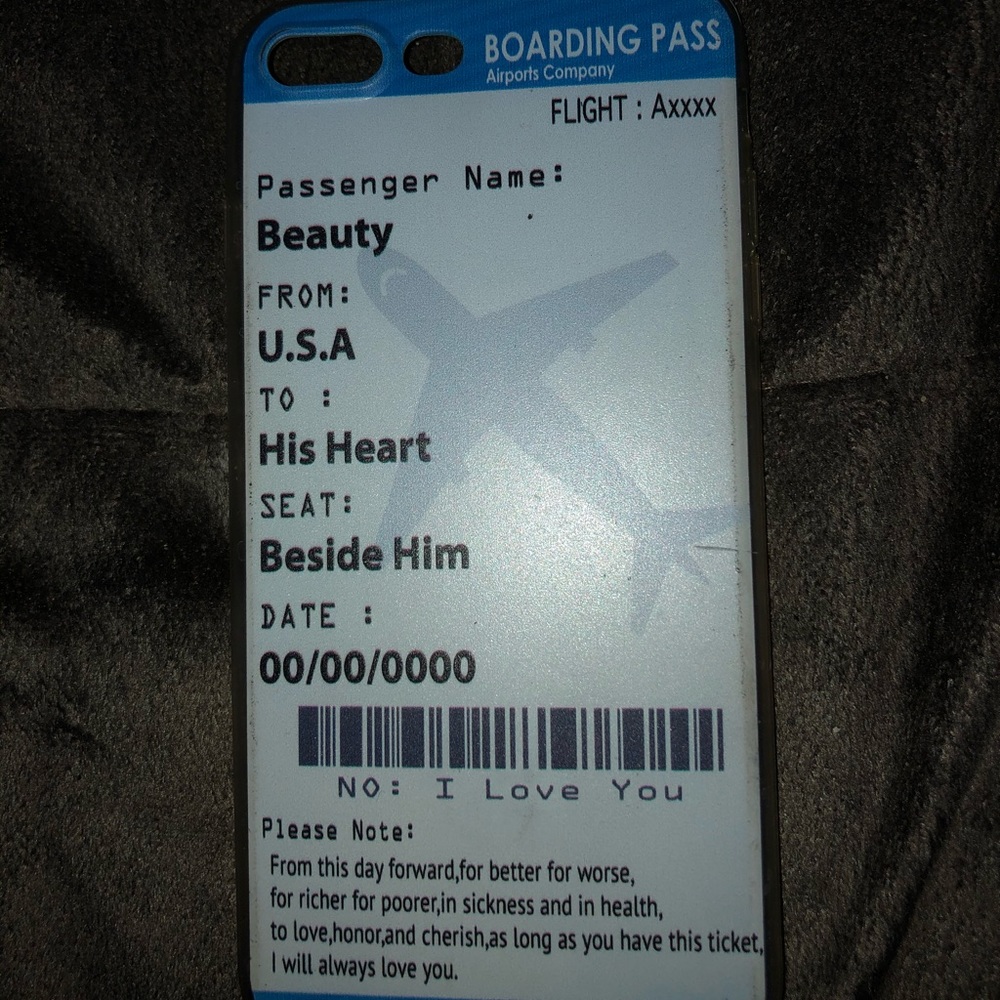 BOARDING PASS
Airports Company
FLIGHT : Axxxx
Passenger Name:
Beauty
FROM:
U.S.A
TO :
His Heart
SEAT:
Beside Him
DATE :
00/00/0000
NO: I Love You
Please Note:
From this day forward,for better for worse,
for richer for poorer,in sickness and in health,
to love,honor,and cherish,as long as you have this ticket,
I will always love you.